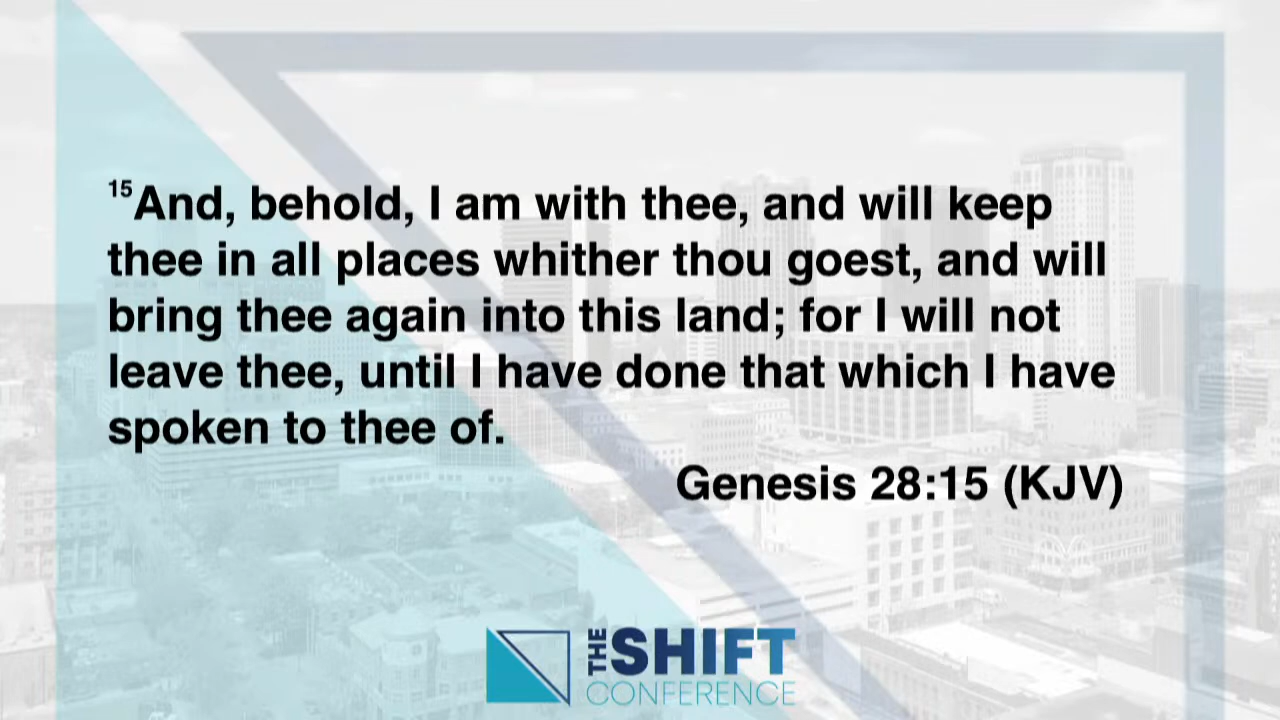 15And, behold, I am with thee, and will keep
thee in all places whither thou goest, and will
bring thee again into this land; for I will not
leave thee, until I have done that which I have
spoken to thee of.
Genesis 28:15 (KJV)
THE SHIFT
CONFERENCE